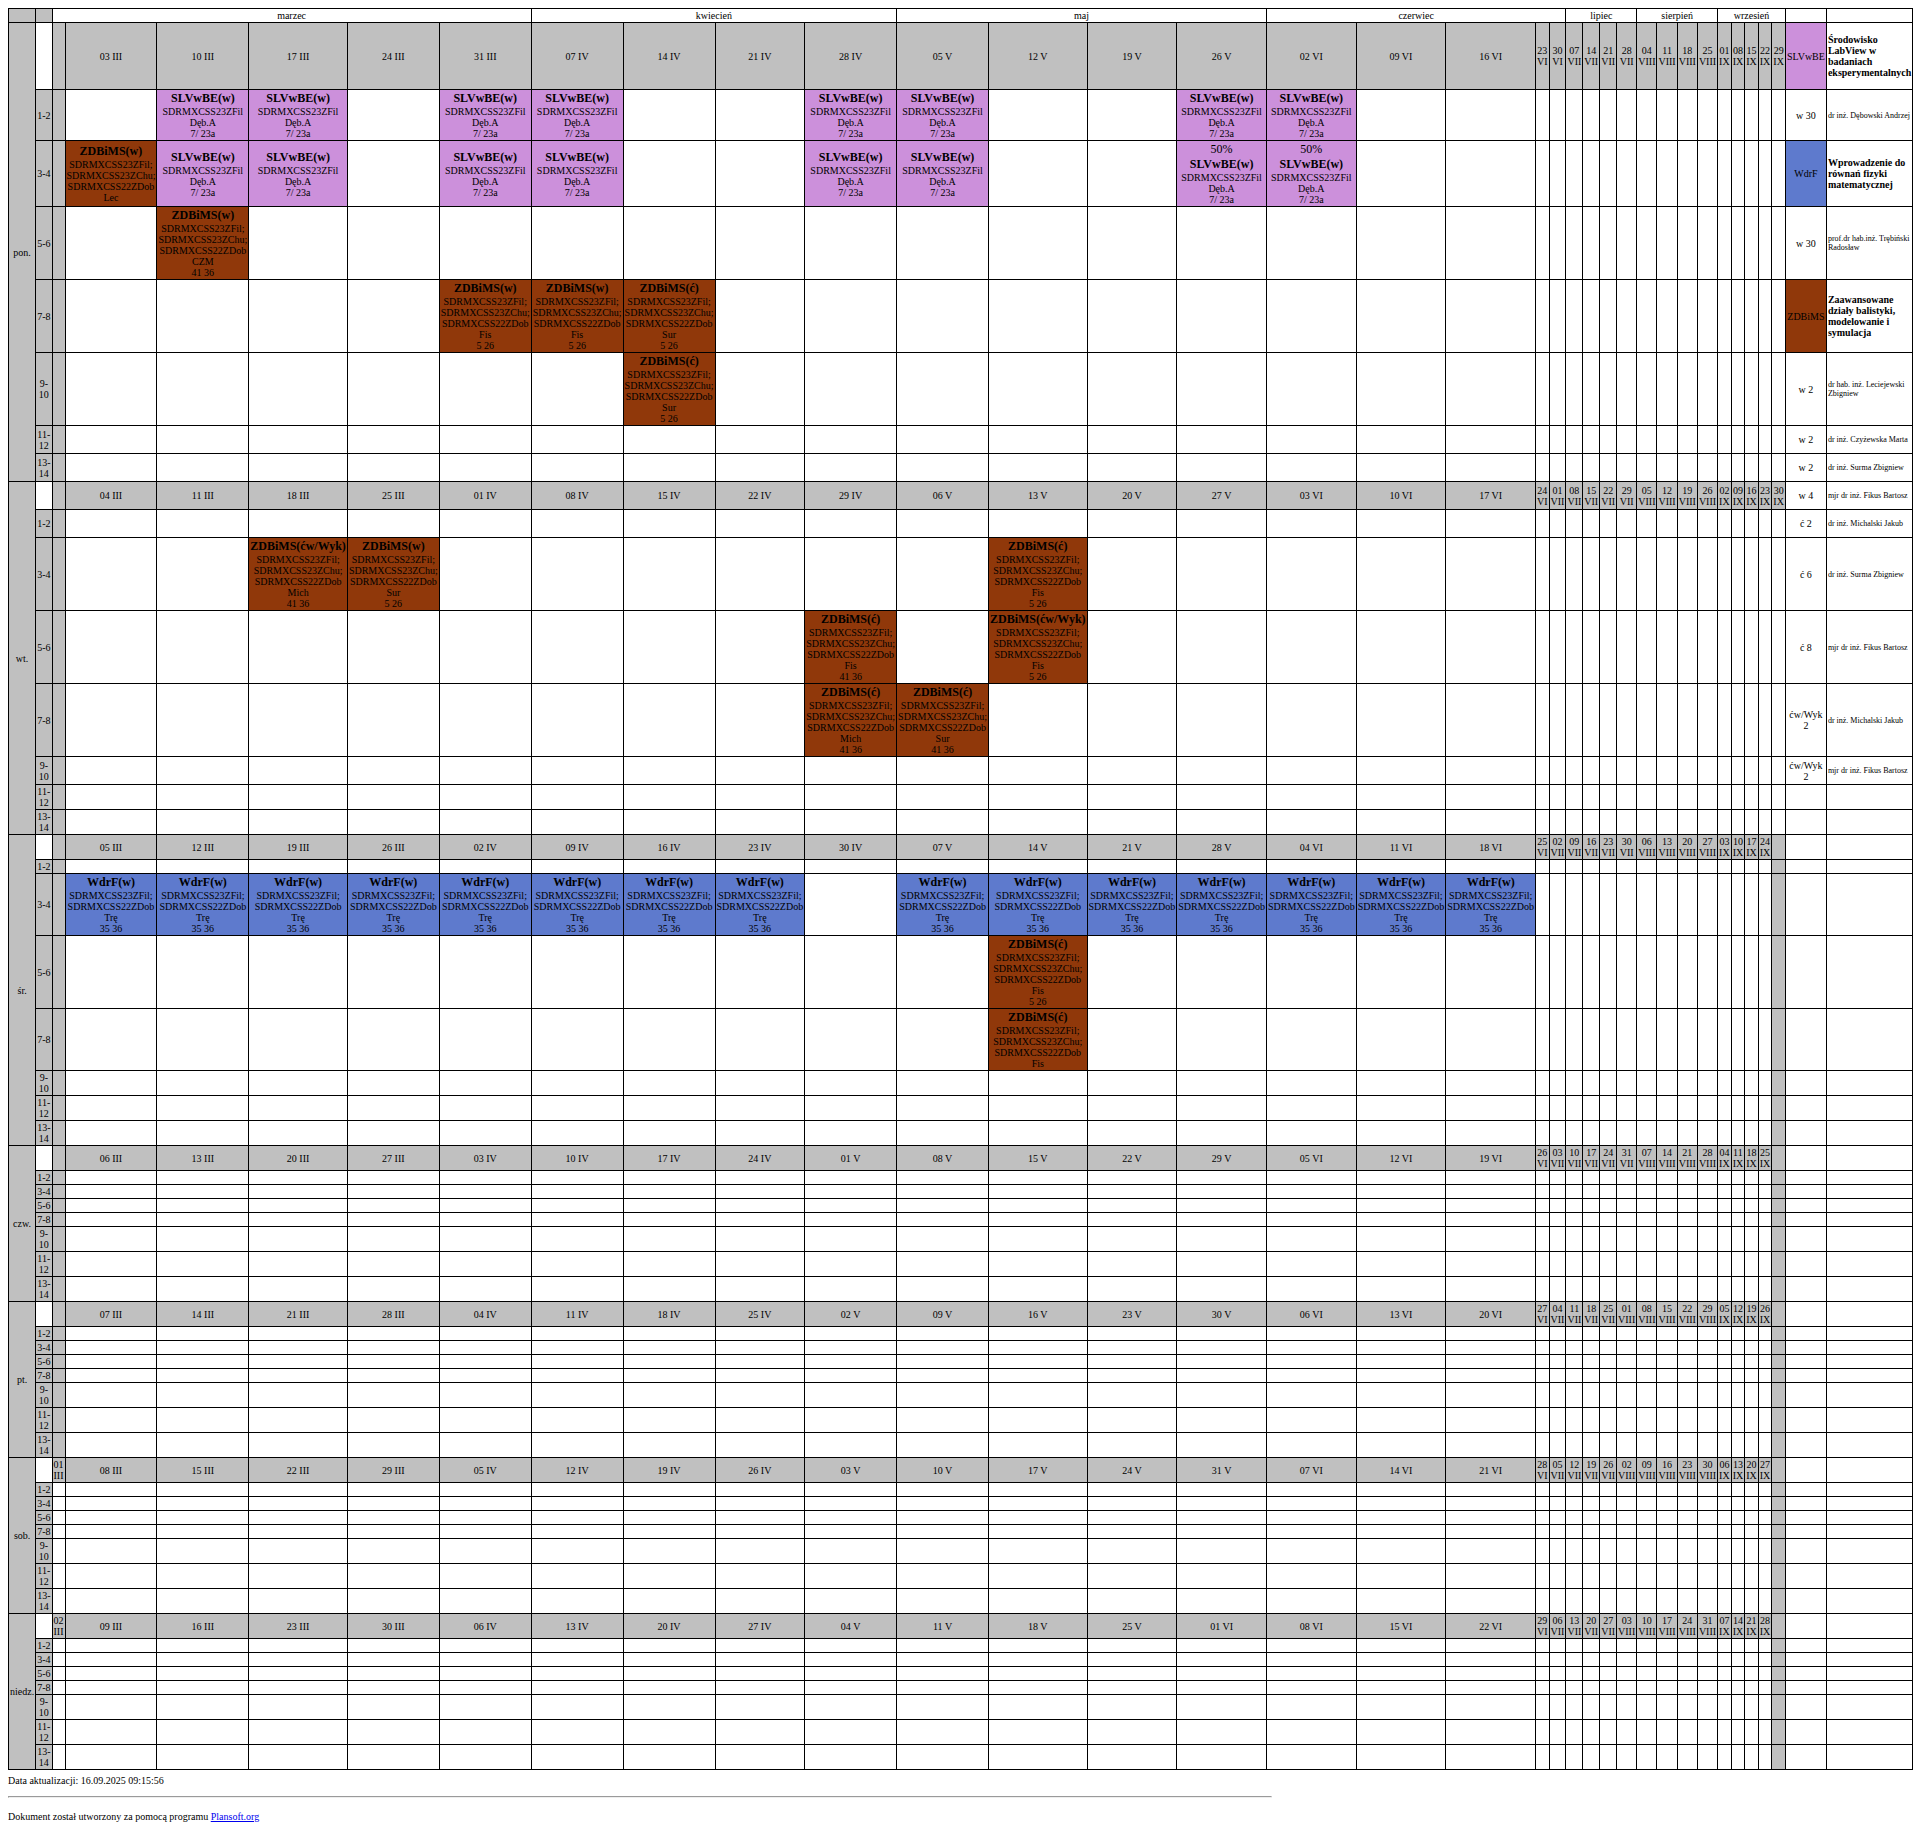 marzec kwiecień maj czerwiec lipiec sierpień wrzesień
pon. 03 III 10 III 17 III 24 III 31 III 07 IV 14 IV 21 IV 28 IV 05 V 12 V 19 V 26 V 02 VI 09 VI 16 VI 23 VI 30 VI 07 VII 14 VII 21 VII 28 VII 04 VIII 11 VIII 18 VIII 25 VIII 01 IX 08 IX 15 IX 22 IX 29 IX SLVwBE Środowisko LabView w badaniach eksperymentalnych
1-2 SLVwBE(w) SLVwBE(w) SLVwBE(w) SLVwBE(w) SLVwBE(w) SLVwBE(w) SLVwBE(w) SLVwBE(w)
SDRMXCSS23ZFil SDRMXCSS23ZFil SDRMXCSS23ZFil SDRMXCSS23ZFil SDRMXCSS23ZFil SDRMXCSS23ZFil SDRMXCSS23ZFil SDRMXCSS23ZFil
Dęb.A Dęb.A Dęb.A Dęb.A Dęb.A Dęb.A Dęb.A Dęb.A w 30 dr inż. Dębowski Andrzej
7/ 23a 7/ 23a 7/ 23a 7/ 23a 7/ 23a 7/ 23a 7/ 23a 7/ 23a
3-4 ZDBiMS(w) SDRMXCSS23ZFil; SDRMXCSS23ZChu; SDRMXCSS22ZDob Lec
SLVwBE(w) SLVwBE(w) SLVwBE(w) SLVwBE(w) SLVwBE(w) SLVwBE(w) 50% SLVwBE(w) 50% SLVwBE(w)
SDRMXCSS23ZFil SDRMXCSS23ZFil SDRMXCSS23ZFil SDRMXCSS23ZFil SDRMXCSS23ZFil SDRMXCSS23ZFil SDRMXCSS23ZFil SDRMXCSS23ZFil
Dęb.A Dęb.A Dęb.A Dęb.A Dęb.A Dęb.A Dęb.A Dęb.A
7/ 23a 7/ 23a 7/ 23a 7/ 23a 7/ 23a 7/ 23a 7/ 23a 7/ 23a
WdrF Wprowadzenie do równań fizyki matematycznej
5-6 ZDBiMS(w) SDRMXCSS23ZFil; SDRMXCSS23ZChu; SDRMXCSS22ZDob CZM 41 36 w 30 prof.dr hab.inż. Trębiński Radosław
7-8 ZDBiMS(w) ZDBiMS(w) ZDBiMS(ć)
SDRMXCSS23ZFil; SDRMXCSS23ZFil; SDRMXCSS23ZFil;
SDRMXCSS23ZChu; SDRMXCSS23ZChu; SDRMXCSS23ZChu;
SDRMXCSS22ZDob SDRMXCSS22ZDob SDRMXCSS22ZDob
Fis Fis Sur
5 26 5 26 5 26
ZDBiMS Zaawansowane działy balistyki, modelowanie i symulacja
9-10 ZDBiMS(ć) SDRMXCSS23ZFil; SDRMXCSS23ZChu; SDRMXCSS22ZDob Sur 5 26 w 2 dr hab. inż. Leciejewski Zbigniew
11-12 w 2 dr inż. Czyżewska Marta
13-14 w 2 dr inż. Surma Zbigniew
wt. 04 III 11 III 18 III 25 III 01 IV 08 IV 15 IV 22 IV 29 IV 06 V 13 V 20 V 27 V 03 VI 10 VI 17 VI 24 VI 01 VII 08 VII 15 VII 22 VII 29 VII 05 VIII 12 VIII 19 VIII 26 VIII 02 IX 09 IX 16 IX 23 IX 30 IX w 4 mjr dr inż. Fikus Bartosz
1-2 ć 2 dr inż. Michalski Jakub
3-4 ZDBiMS(ćw/Wyk) ZDBiMS(w) ZDBiMS(ć)
SDRMXCSS23ZFil; SDRMXCSS23ZFil; SDRMXCSS23ZFil;
SDRMXCSS23ZChu; SDRMXCSS23ZChu; SDRMXCSS23ZChu;
SDRMXCSS22ZDob SDRMXCSS22ZDob SDRMXCSS22ZDob
Mich Sur Fis
41 36 5 26 5 26
ć 6 dr inż. Surma Zbigniew
5-6 ZDBiMS(ć) ZDBiMS(ćw/Wyk)
SDRMXCSS23ZFil; SDRMXCSS23ZFil;
SDRMXCSS23ZChu; SDRMXCSS23ZChu;
SDRMXCSS22ZDob SDRMXCSS22ZDob
Fis Fis
41 36 5 26
ć 8 mjr dr inż. Fikus Bartosz
7-8 ZDBiMS(ć) ZDBiMS(ć)
SDRMXCSS23ZFil; SDRMXCSS23ZFil;
SDRMXCSS23ZChu; SDRMXCSS23ZChu;
SDRMXCSS22ZDob SDRMXCSS22ZDob
Mich Sur
41 36 41 36
ćw/Wyk 2 dr inż. Michalski Jakub
9-10 ćw/Wyk 2 mjr dr inż. Fikus Bartosz
11-12
13-14
śr. 05 III 12 III 19 III 26 III 02 IV 09 IV 16 IV 23 IV 30 IV 07 V 14 V 21 V 28 V 04 VI 11 VI 18 VI 25 VI 02 VII 09 VII 16 VII 23 VII 30 VII 06 VIII 13 VIII 20 VIII 27 VIII 03 IX 10 IX 17 IX 24 IX
1-2
3-4 WdrF(w) WdrF(w) WdrF(w) WdrF(w) WdrF(w) WdrF(w) WdrF(w) WdrF(w) WdrF(w) WdrF(w) WdrF(w) WdrF(w) WdrF(w) WdrF(w) WdrF(w)
SDRMXCSS23ZFil; SDRMXCSS23ZFil; SDRMXCSS23ZFil; SDRMXCSS23ZFil; SDRMXCSS23ZFil; SDRMXCSS23ZFil; SDRMXCSS23ZFil; SDRMXCSS23ZFil; SDRMXCSS23ZFil; SDRMXCSS23ZFil; SDRMXCSS23ZFil; SDRMXCSS23ZFil; SDRMXCSS23ZFil; SDRMXCSS23ZFil; SDRMXCSS23ZFil;
SDRMXCSS22ZDob SDRMXCSS22ZDob SDRMXCSS22ZDob SDRMXCSS22ZDob SDRMXCSS22ZDob SDRMXCSS22ZDob SDRMXCSS22ZDob SDRMXCSS22ZDob SDRMXCSS22ZDob SDRMXCSS22ZDob SDRMXCSS22ZDob SDRMXCSS22ZDob SDRMXCSS22ZDob SDRMXCSS22ZDob SDRMXCSS22ZDob
Trę Trę Trę Trę Trę Trę Trę Trę Trę Trę Trę Trę Trę Trę Trę
35 36 35 36 35 36 35 36 35 36 35 36 35 36 35 36 35 36 35 36 35 36 35 36 35 36 35 36 35 36
5-6 ZDBiMS(ć) SDRMXCSS23ZFil; SDRMXCSS23ZChu; SDRMXCSS22ZDob Fis 5 26
7-8 ZDBiMS(ć) SDRMXCSS23ZFil; SDRMXCSS23ZChu; SDRMXCSS22ZDob Fis
9-10
11-12
13-14
czw. 06 III 13 III 20 III 27 III 03 IV 10 IV 17 IV 24 IV 01 V 08 V 15 V 22 V 29 V 05 VI 12 VI 19 VI 26 VI 03 VII 10 VII 17 VII 24 VII 31 VII 07 VIII 14 VIII 21 VIII 28 VIII 04 IX 11 IX 18 IX 25 IX
1-2
3-4
5-6
7-8
9-10
11-12
13-14
pt. 07 III 14 III 21 III 28 III 04 IV 11 IV 18 IV 25 IV 02 V 09 V 16 V 23 V 30 V 06 VI 13 VI 20 VI 27 VI 04 VII 11 VII 18 VII 25 VII 01 VIII 08 VIII 15 VIII 22 VIII 29 VIII 05 IX 12 IX 19 IX 26 IX
1-2
3-4
5-6
7-8
9-10
11-12
13-14
sob. 01 III 08 III 15 III 22 III 29 III 05 IV 12 IV 19 IV 26 IV 03 V 10 V 17 V 24 V 31 V 07 VI 14 VI 21 VI 28 VI 05 VII 12 VII 19 VII 26 VII 02 VIII 09 VIII 16 VIII 23 VIII 30 VIII 06 IX 13 IX 20 IX 27 IX
1-2
3-4
5-6
7-8
9-10
11-12
13-14
niedz. 02 III 09 III 16 III 23 III 30 III 06 IV 13 IV 20 IV 27 IV 04 V 11 V 18 V 25 V 01 VI 08 VI 15 VI 22 VI 29 VI 06 VII 13 VII 20 VII 27 VII 03 VIII 10 VIII 17 VIII 24 VIII 31 VIII 07 IX 14 IX 21 IX 28 IX
1-2
3-4
5-6
7-8
9-10
11-12
13-14
Data aktualizacji: 16.09.2025 09:15:56
Dokument został utworzony za pomocą programu Plansoft.org